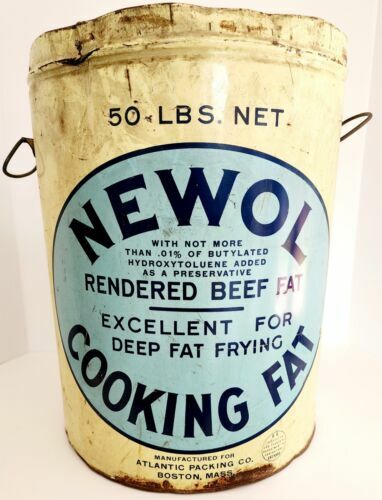 50 LBS. NET
NEWOL
WITH NOT MORE
THAN .01% OF BUTYLATED
HYDROXYTOLUENE ADDED
AS A PRESERVATIVE
RENDERED BEEF FAT
EXCELLENT FOR
DEEP FAT FRYING
COOKING FAT
MANUFACTURED FOR
ATLANTIC PACKING CO.
BOSTON, MASS.